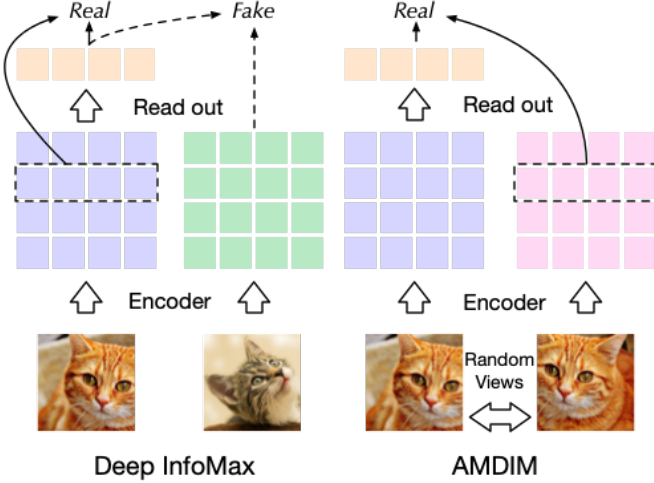 Real
Fake
Real
Read out
Read out
Encoder
Encoder
Random
Views
Deep InfoMax
AMDIM